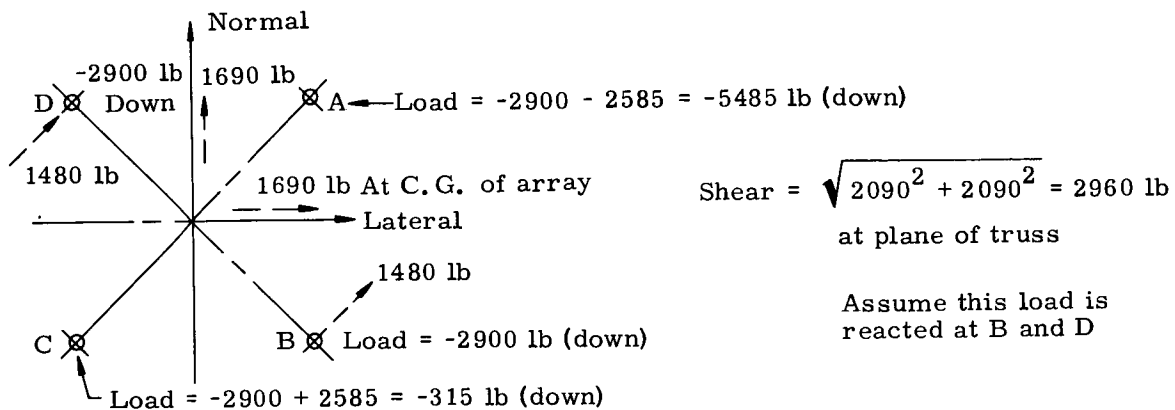 Normal
-2900 lb
1690 lb
D
Down
A
Load = -2900 - 2585 = -5485 lb (down)
1480 lb
1690 lb At C.G. of array
Lateral
Shear = √2090² + 2090² = 2960 lb
at plane of truss
1480 lb
Assume this load is
reacted at B and D
C
B
Load = -2900 lb (down)
Load = -2900 + 2585 = -315 lb (down)